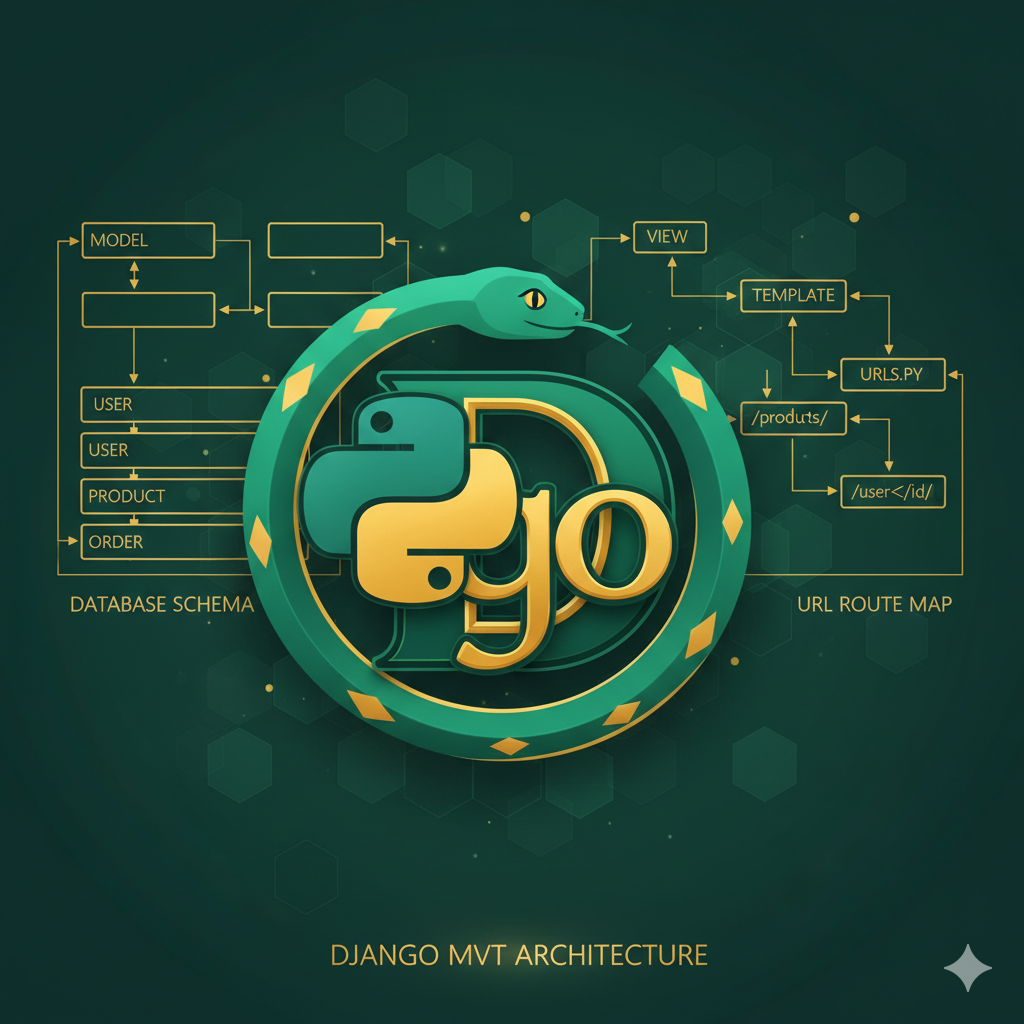 MODEL
USER
USER
PRODUCT
ORDER
DATABASE SCHEMA
VIEW
TEMPLATE
URLS.PY
/produts/
/user</id/
URL ROUTE MAP
D
go
DJANGO MVT ARCHITECTURE